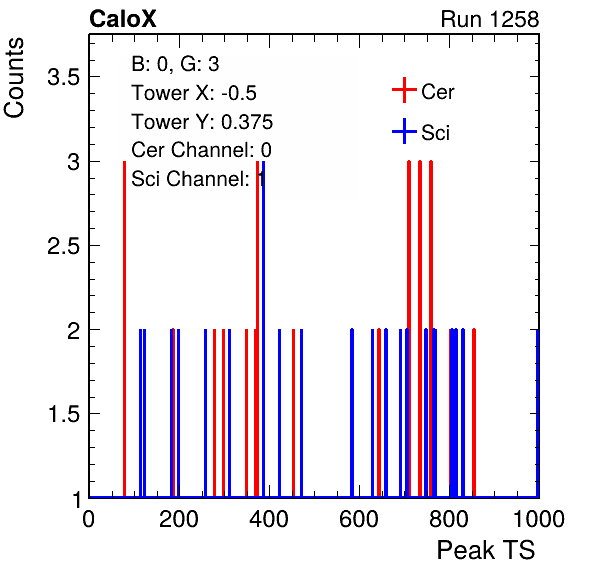 CaloX Run 1258
Counts
B: 0, G: 3
Tower X: -0.5
Tower Y: 0.375
Cer Channel: 0
Sci Channel: 1
Cer
Sci
3.5
3
2.5
2
1.5
1
0 200 400 600 800 1000
Peak TS